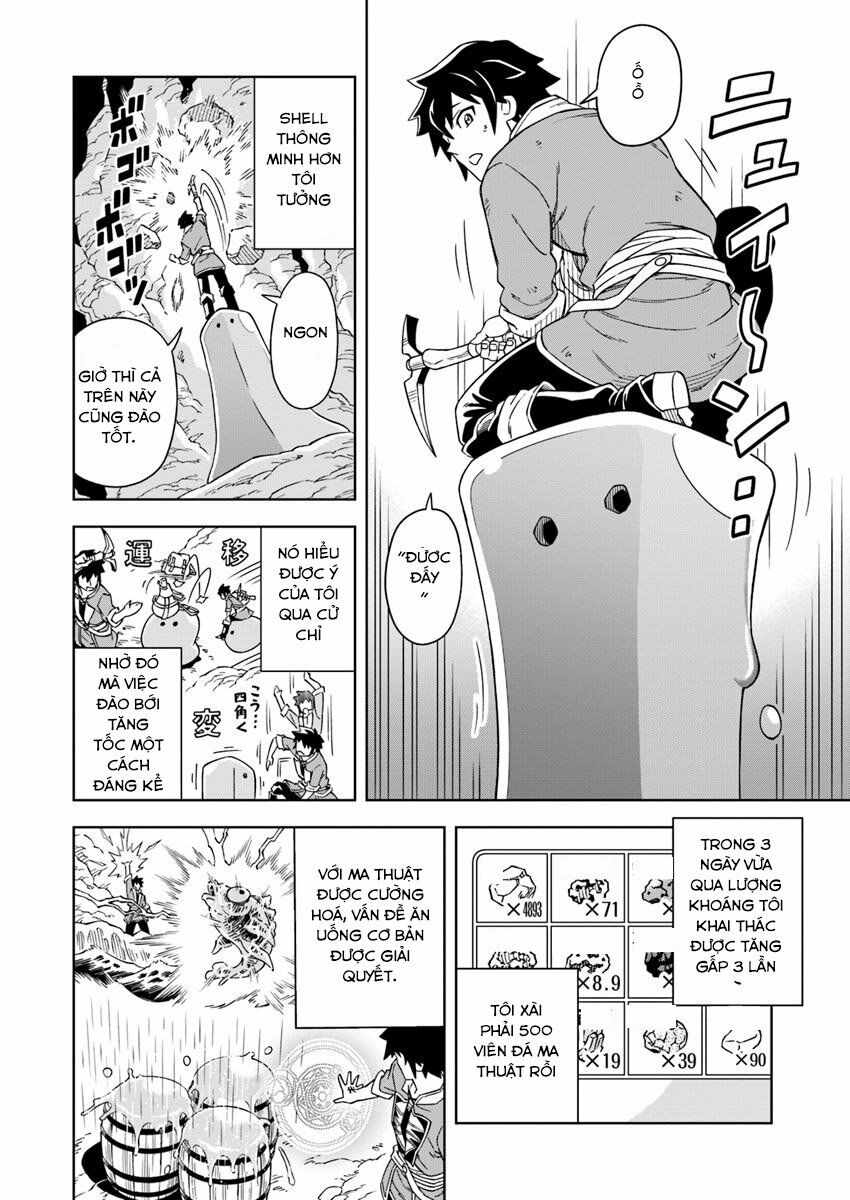 Ố
Ồ
ニュイ〜ン
"ĐƯỢC
ĐẤY
"
SHELL
THÔNG
MINH HƠN
TÔI
TƯỞNG
ボゴッ
ボゴッ
NGON
GIỜ THÌ CẢ
TRÊN NÀY
CŨNG ĐÀO
TỐT.
NÓ HIỂU
ĐƯỢC Ý
CỦA TÔI
QUA CỬ
CHỈ
移
運
NHỜ ĐÓ
MÀ VIỆC
ĐÀO BỚI
TĂNG
TỐC MỘT
CÁCH
ĐÁNG KỂ
こう…
四角く
変
TRONG 3
NGÀY VỪA
QUA LƯỢNG
KHOÁNG TÔI
KHAI THÁC
ĐƯỢC TĂNG
GẤP 3 LẦN
×4893
×71
×8.9
×19
×39
×90
TÔI XÀI
PHẢI 500
VIÊN ĐÁ MA
THUẬT RỒI
VỚI MA THUẬT
ĐƯỢC CƯỜNG
HOÁ, VẤN ĐỀ ĂN
UỐNG CƠ BẢN
ĐƯỢC GIẢI
QUYẾT.